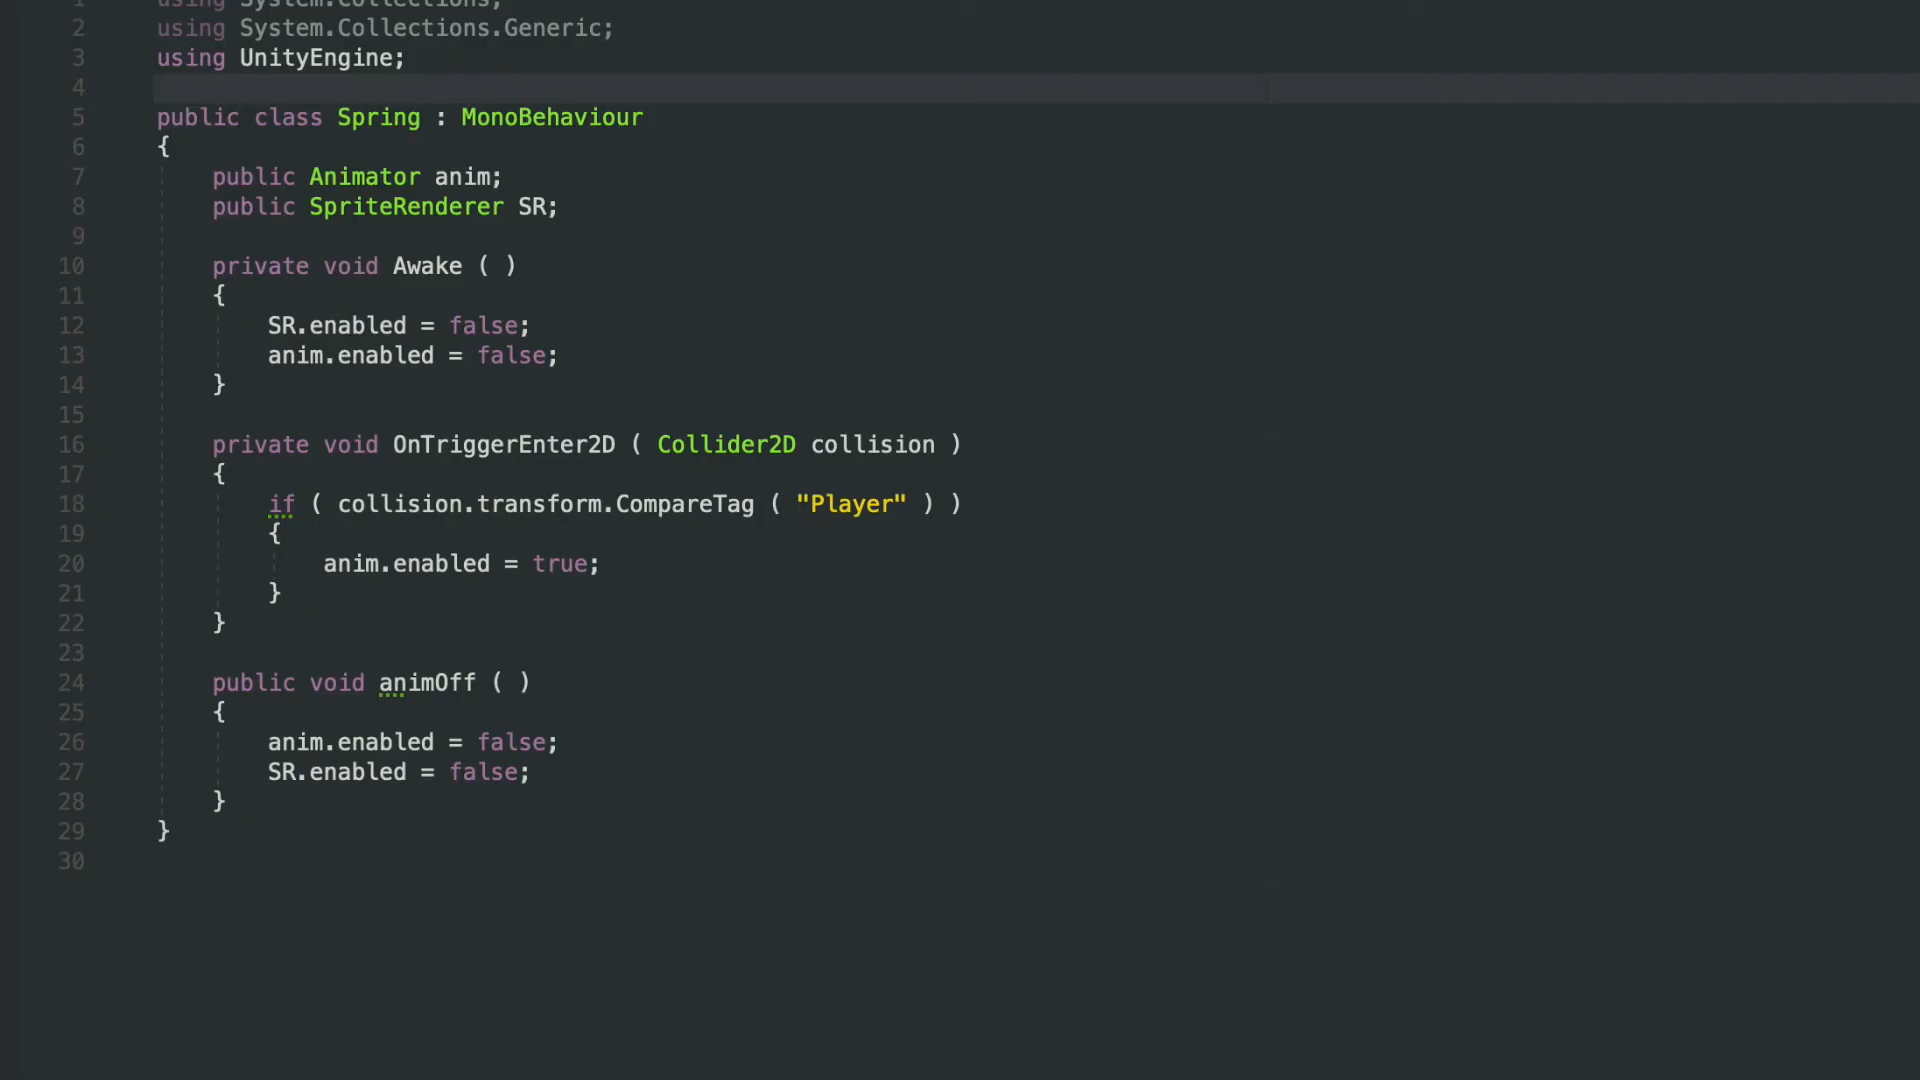 1 using System.Collections;
2 using System.Collections.Generic;
3 using UnityEngine;
4
5 public class Spring : MonoBehaviour
6 {
7 public Animator anim;
8 public SpriteRenderer SR;
9
10 private void Awake ( )
11 {
12 SR.enabled = false;
13 anim.enabled = false;
14 }
15
16 private void OnTriggerEnter2D ( Collider2D collision )
17 {
18 if ( collision.transform.CompareTag ( "Player" ) )
19 {
20 anim.enabled = true;
21 }
22 }
23
24 public void animOff ( )
25 {
26 anim.enabled = false;
27 SR.enabled = false;
28 }
29 }
30